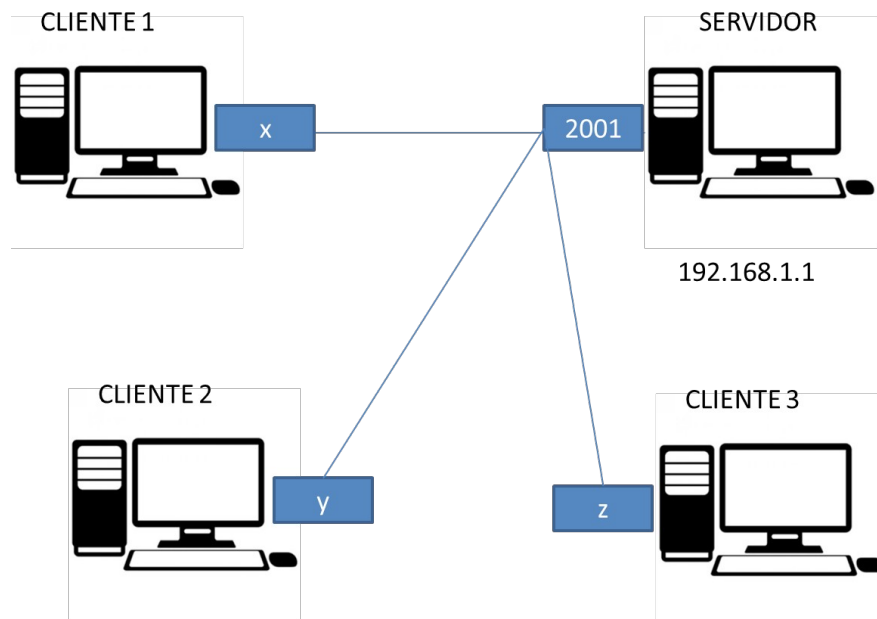 CLIENTE 1
SERVIDOR
x
2001
192.168.1.1
CLIENTE 2
CLIENTE 3
y
z